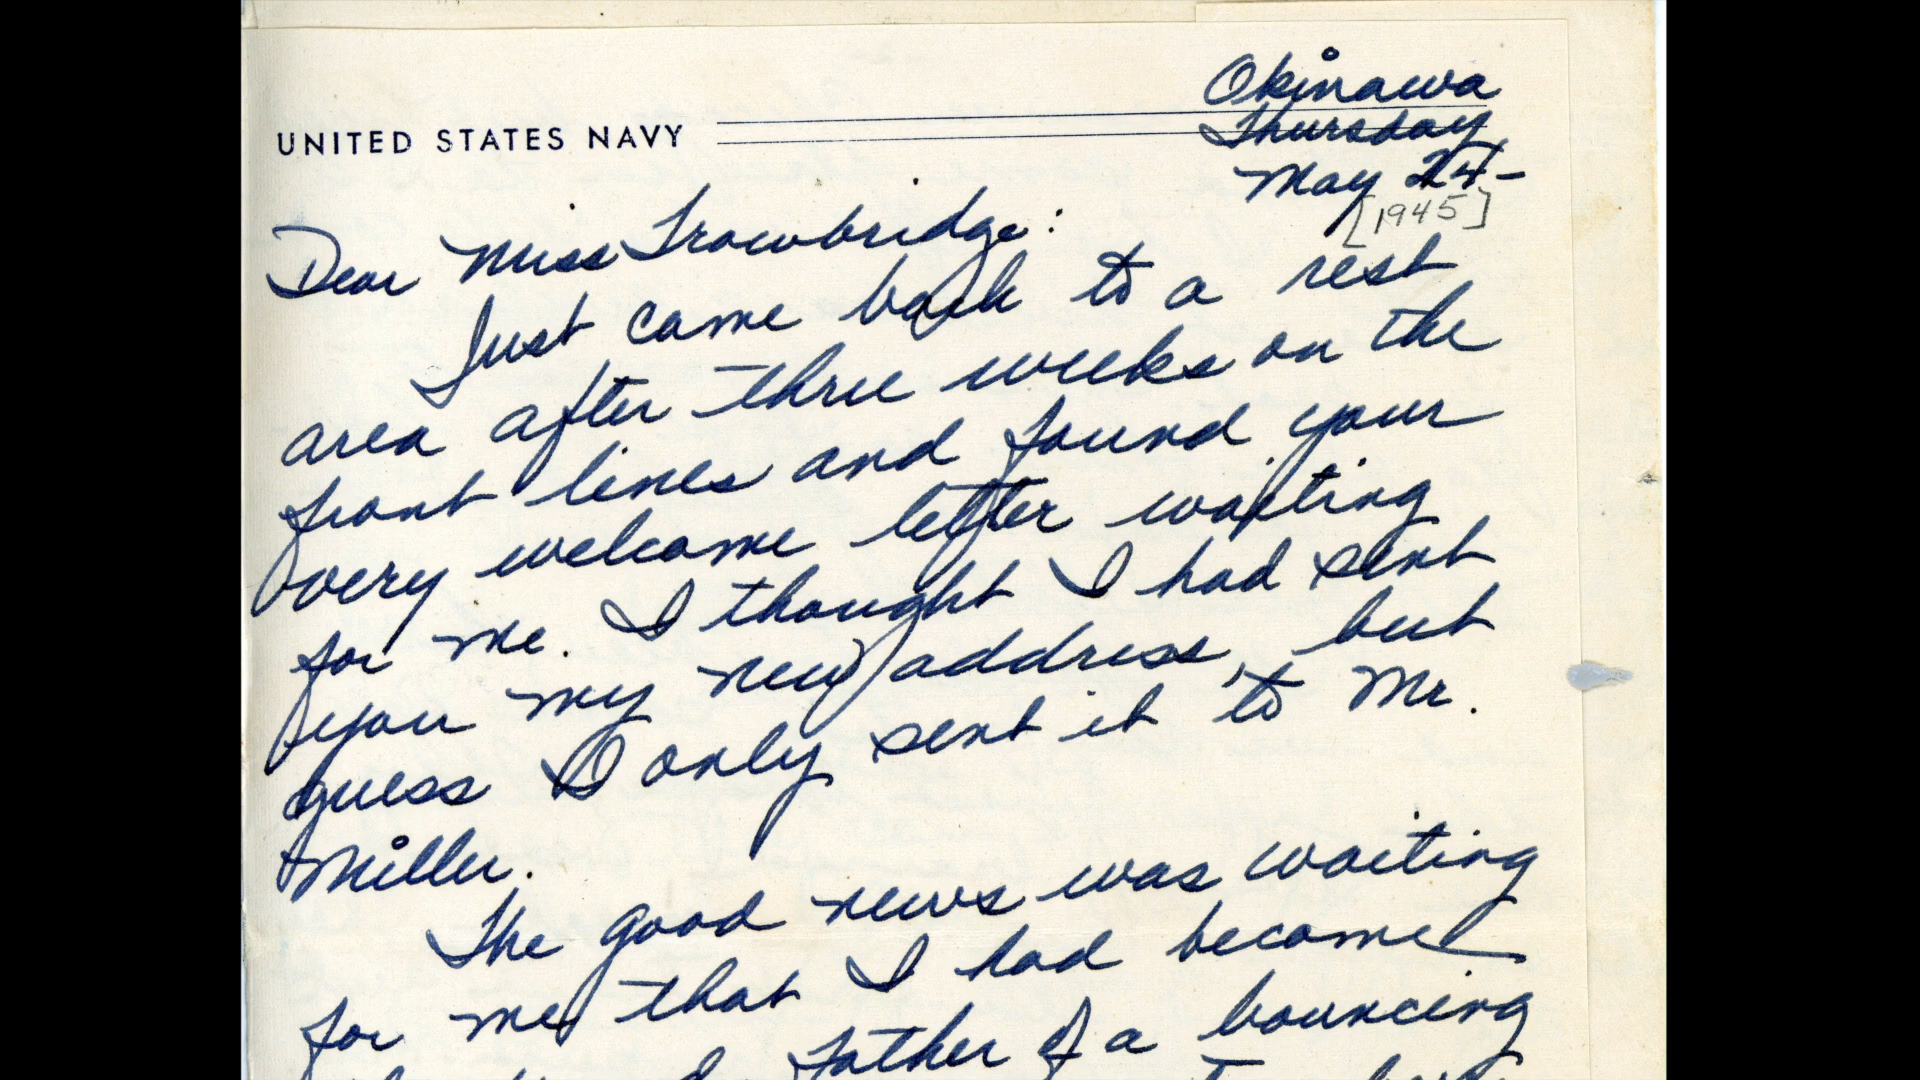 Okinawa
UNITED STATES NAVY
Thursday
May 24-
[1945]
Dear Miss Trowbridge:
Just came back to a rest
area after three weeks on the
front lines and found your
very welcome letter waiting
for me. I thought I had sent
you my new address, but
guess I only sent it to Mr.
Miller.
The good news was waiting
for me that I had become
father of a bouncing